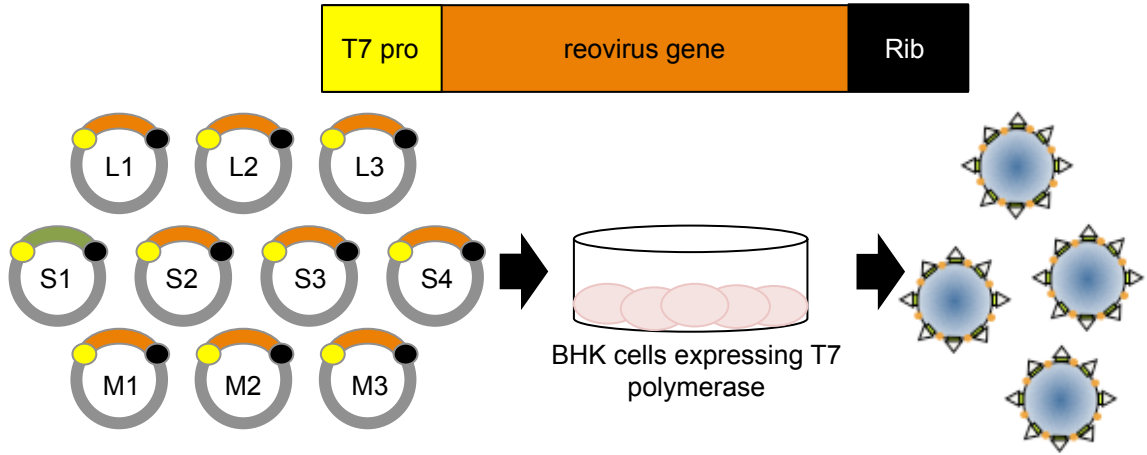 T7 pro
reovirus gene
Rib
L1
L2
L3
S1
S2
S3
S4
M1
M2
M3
BHK cells expressing T7
polymerase